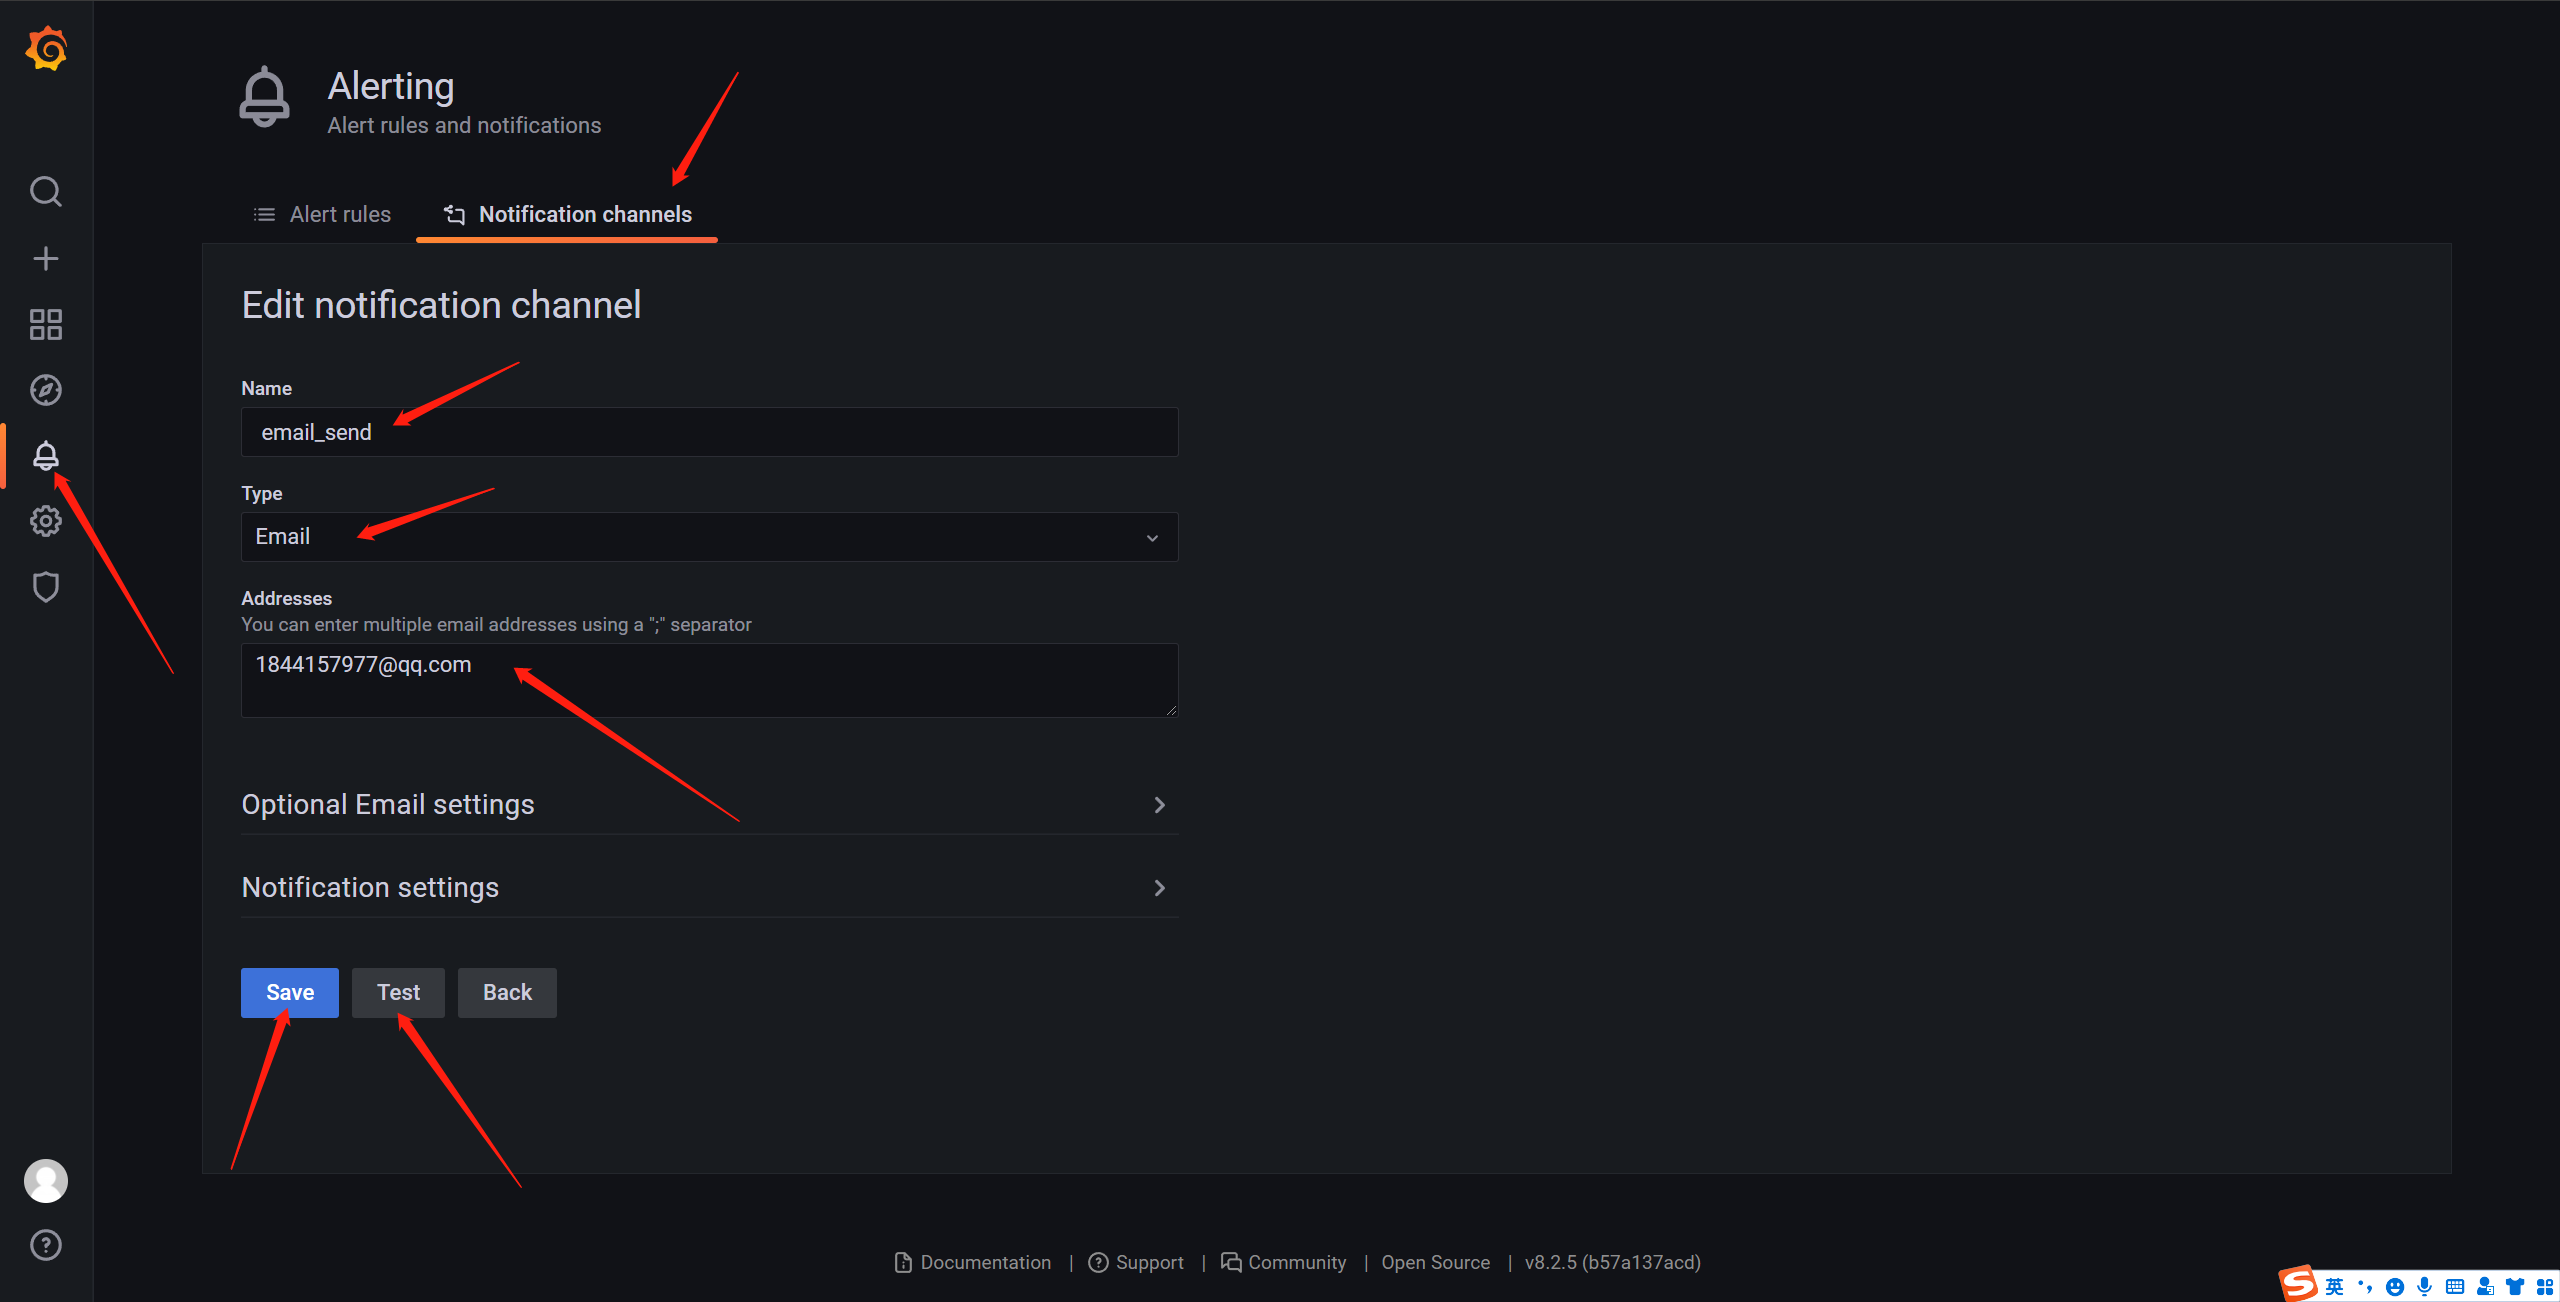 Alerting
Alert rules and notifications
Alert rules
Notification channels
Edit notification channel
Name
email_send
Type
Email
Addresses
You can enter multiple email addresses using a ";" separator
1844157977@qq.com
Optional Email settings
Notification settings
Save
Test
Back
Documentation | Support | Community | Open Source | v8.2.5 (b57a137acd)
英